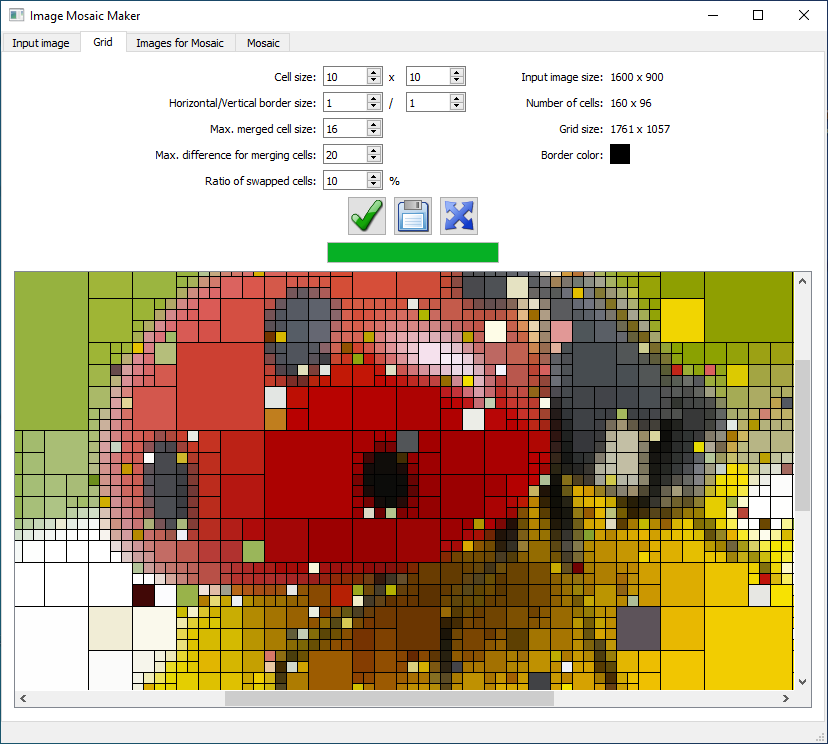 Image Mosaic Maker
Input image Grid Images for Mosaic Mosaic
Cell size: 10 x 10 Input image size: 1600 x 900
Horizontal/Vertical border size: 1 / 1 Number of cells: 160 x 96
Max. merged cell size: 16 Grid size: 1761 x 1057
Max. difference for merging cells: 20 Border color:
Ratio of swapped cells: 10 %